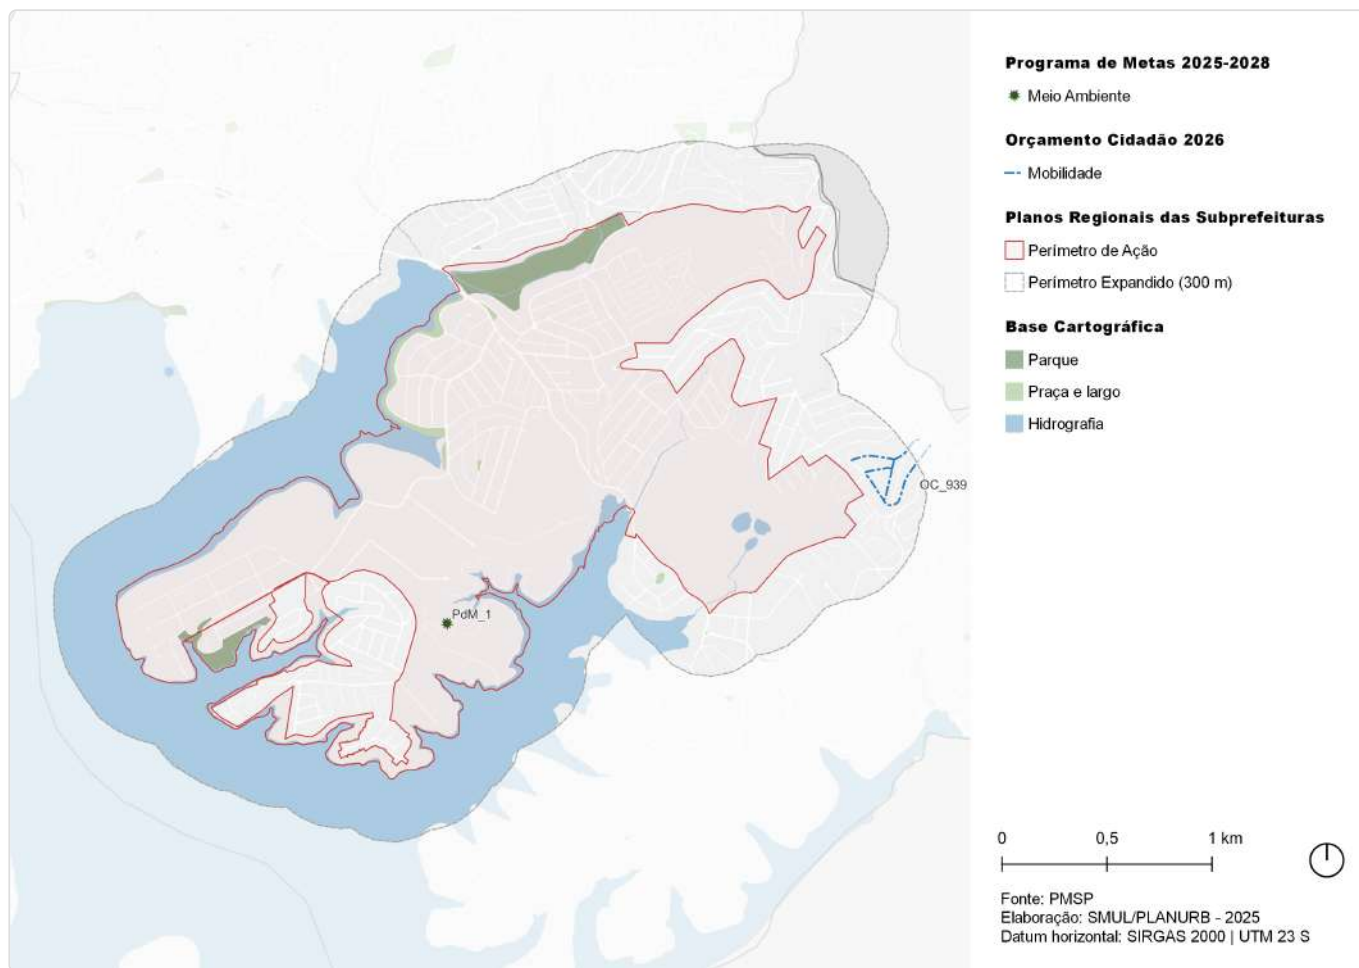 Programa de Metas 2025-2028
Meio Ambiente
Orçamento Cidadão 2026
Mobilidade
Planos Regionais das Subprefeituras
Perímetro de Ação
Perímetro Expandido (300 m)
Base Cartográfica
Parque
Praça e largo
Hidrografia
OC_939
PdM_1
0 0,5 1 km
Fonte: PMSP
Elaboração: SMUL/PLANURB - 2025
Datum horizontal: SIRGAS 2000 | UTM 23 S